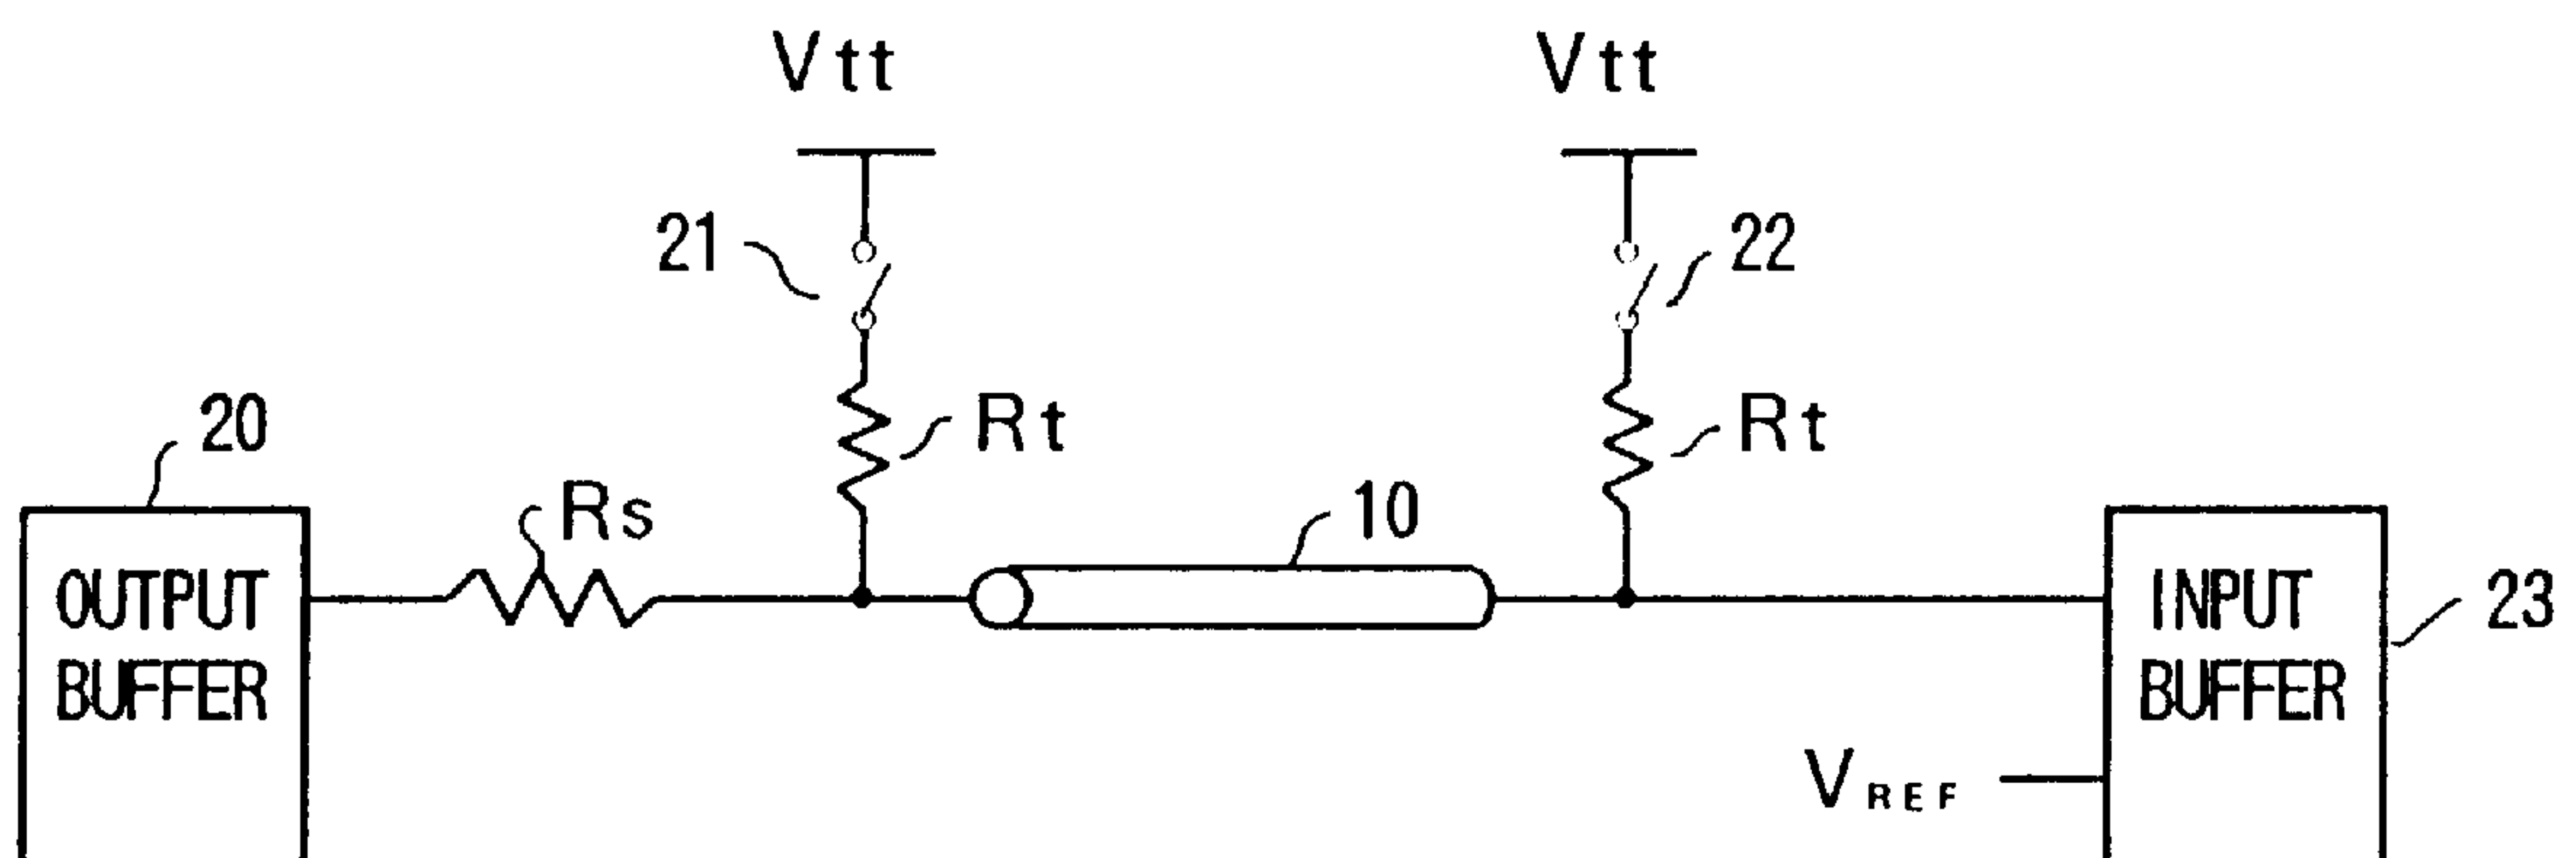 Vtt
Vtt
21
22
20
Rt
Rt
Rs
10
OUTPUT
BUFFER
INPUT
BUFFER
23
VREF